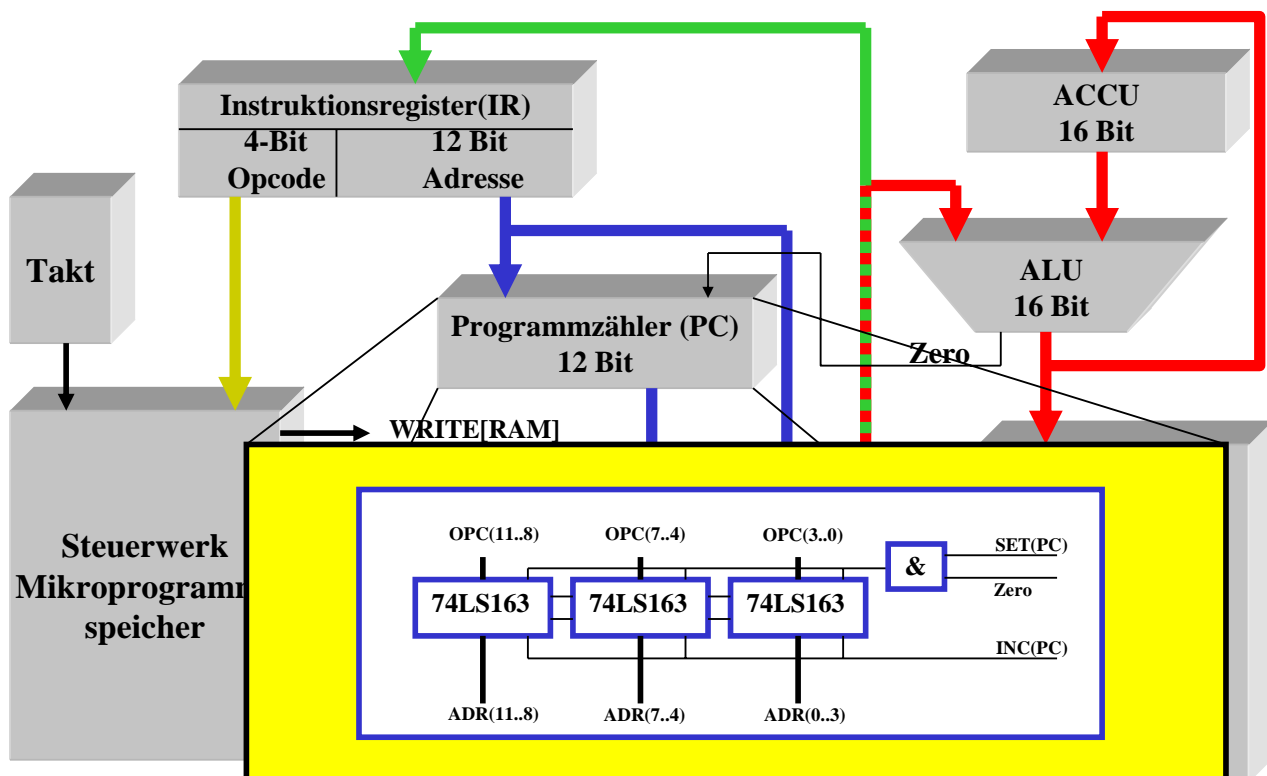 Instruktionsregister(IR)
4-Bit
Opcode
12 Bit
Adresse
ACCU
16 Bit
Takt
ALU
16 Bit
Programmzähler (PC)
12 Bit
Zero
WRITE[RAM]
Steuerwerk
Mikroprogramm
speicher
OPC(11..8)
OPC(7..4)
OPC(3..0)
&
SET(PC)
Zero
74LS163
74LS163
74LS163
INC(PC)
ADR(11..8)
ADR(7..4)
ADR(0..3)